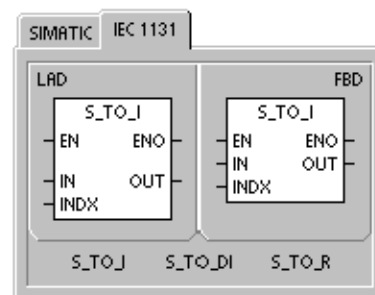 SIMATIC IEC 1131
LAD FBD
S_TO_I S_TO_I
EN ENO EN ENO
IN OUT IN OUT
INDX INDX
S_TO_I S_TO_DI S_TO_R